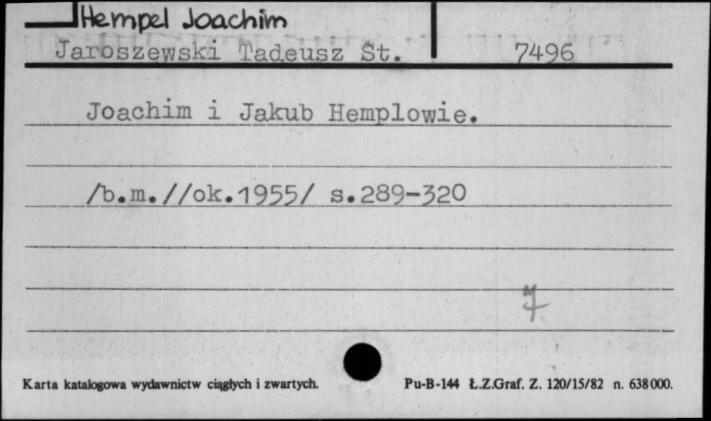 Hempel Joachim
Jaroszewski Tadeusz St. 7496
Joachim i Jakub Hemplowie.
/b.m.//ok.1955/ s.289-320
7
Karta katalogowa wydawnictw ciągłych i zwartych. Pu-B-144 Ł.Z.Graf. Z. 120/15/82 n. 638000.